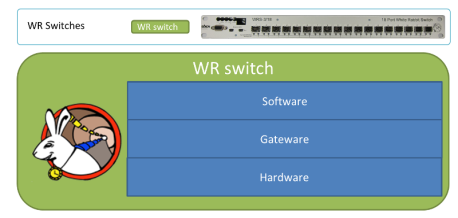 WR Switches
WR switch
18 Port White Rabbit Switch
WR switch
Software
Gateware
Hardware